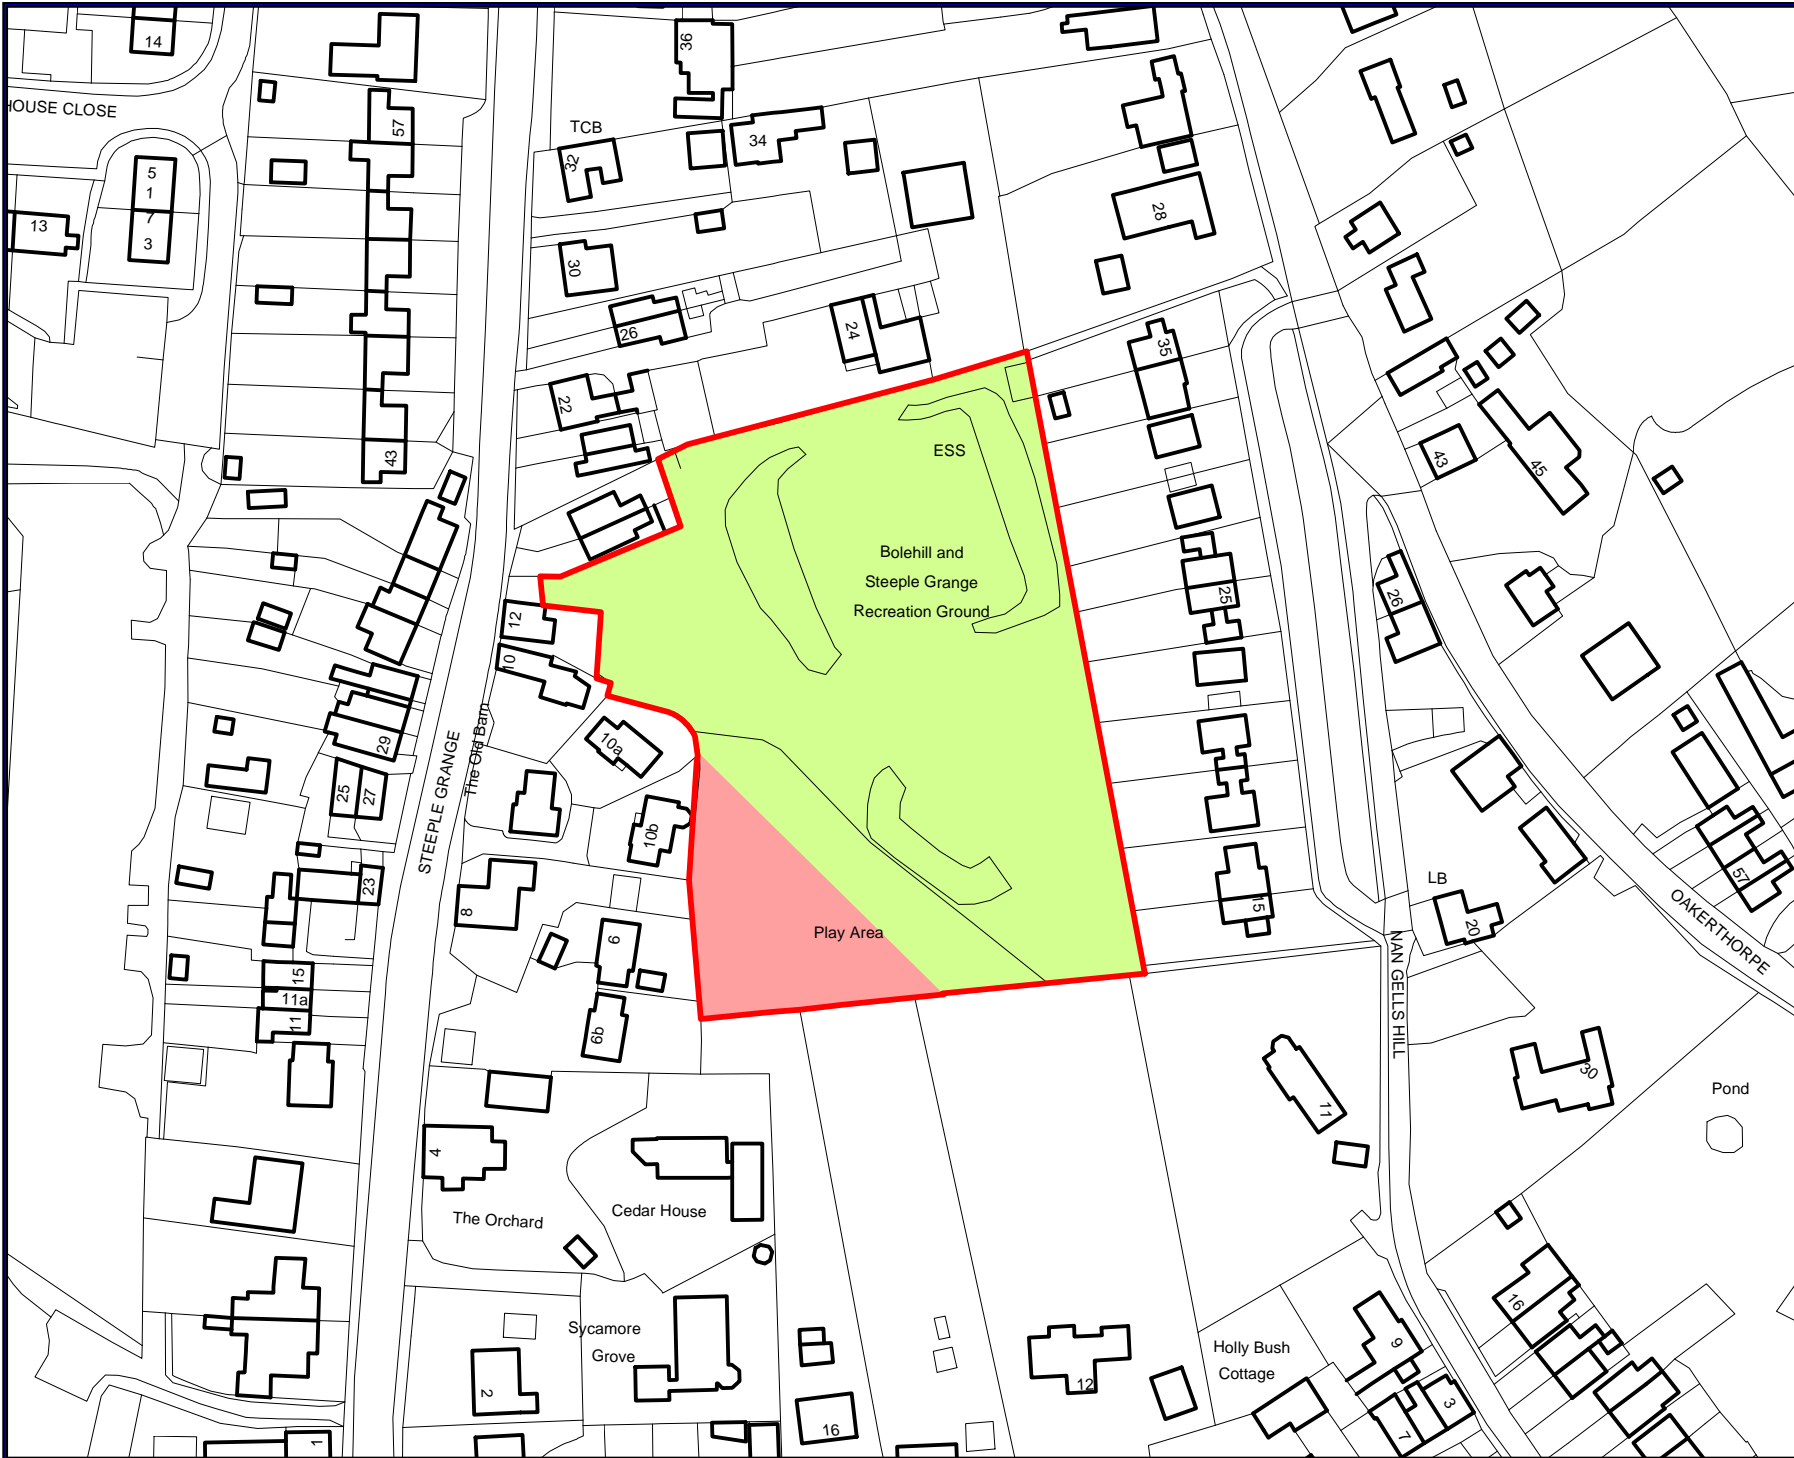 14
HOUSE CLOSE
57
36
TCB
32
34
5
1
7
3
13
30
28
26
24
35
22
43
ESS
43
45
Bolehill and
Steeple Grange
Recreation Ground
12
10
25
26
29
The Old Barn
STEEPLE GRANGE
10a
25
27
10b
23
8
6
Play Area
15
LB
20
57
OAKERTHORPE
NAN GELLS HILL
15
11a
11
6b
11
30
Pond
4
The Orchard
Cedar House
Sycamore
Grove
2
12
16
Holly Bush
Cottage
9
16
3
7
1